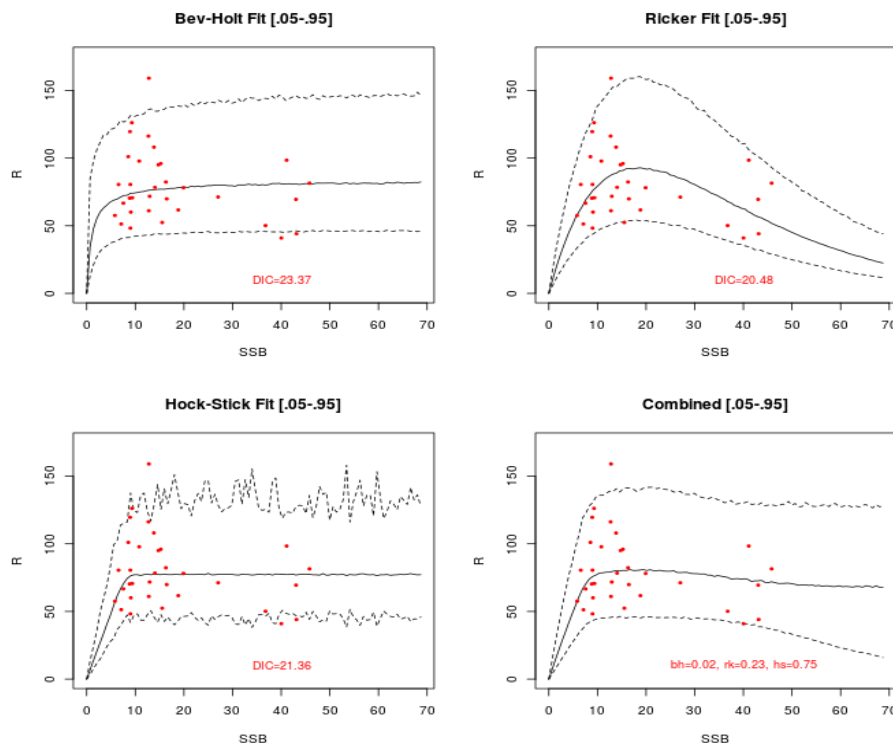 Bev-Holt Fit [.05-.95]
R
0 50 100 150
DIC=23.37
0 10 20 30 40 50 60 70
SSB
Ricker Fit [.05-.95]
R
0 50 100 150
DIC=20.48
0 10 20 30 40 50 60 70
SSB
Hock-Stick Fit [.05-.95]
R
0 50 100 150
DIC=21.36
0 10 20 30 40 50 60 70
SSB
Combined [.05-.95]
R
0 50 100 150
bh=0.02, rk=0.23, hs=0.75
0 10 20 30 40 50 60 70
SSB